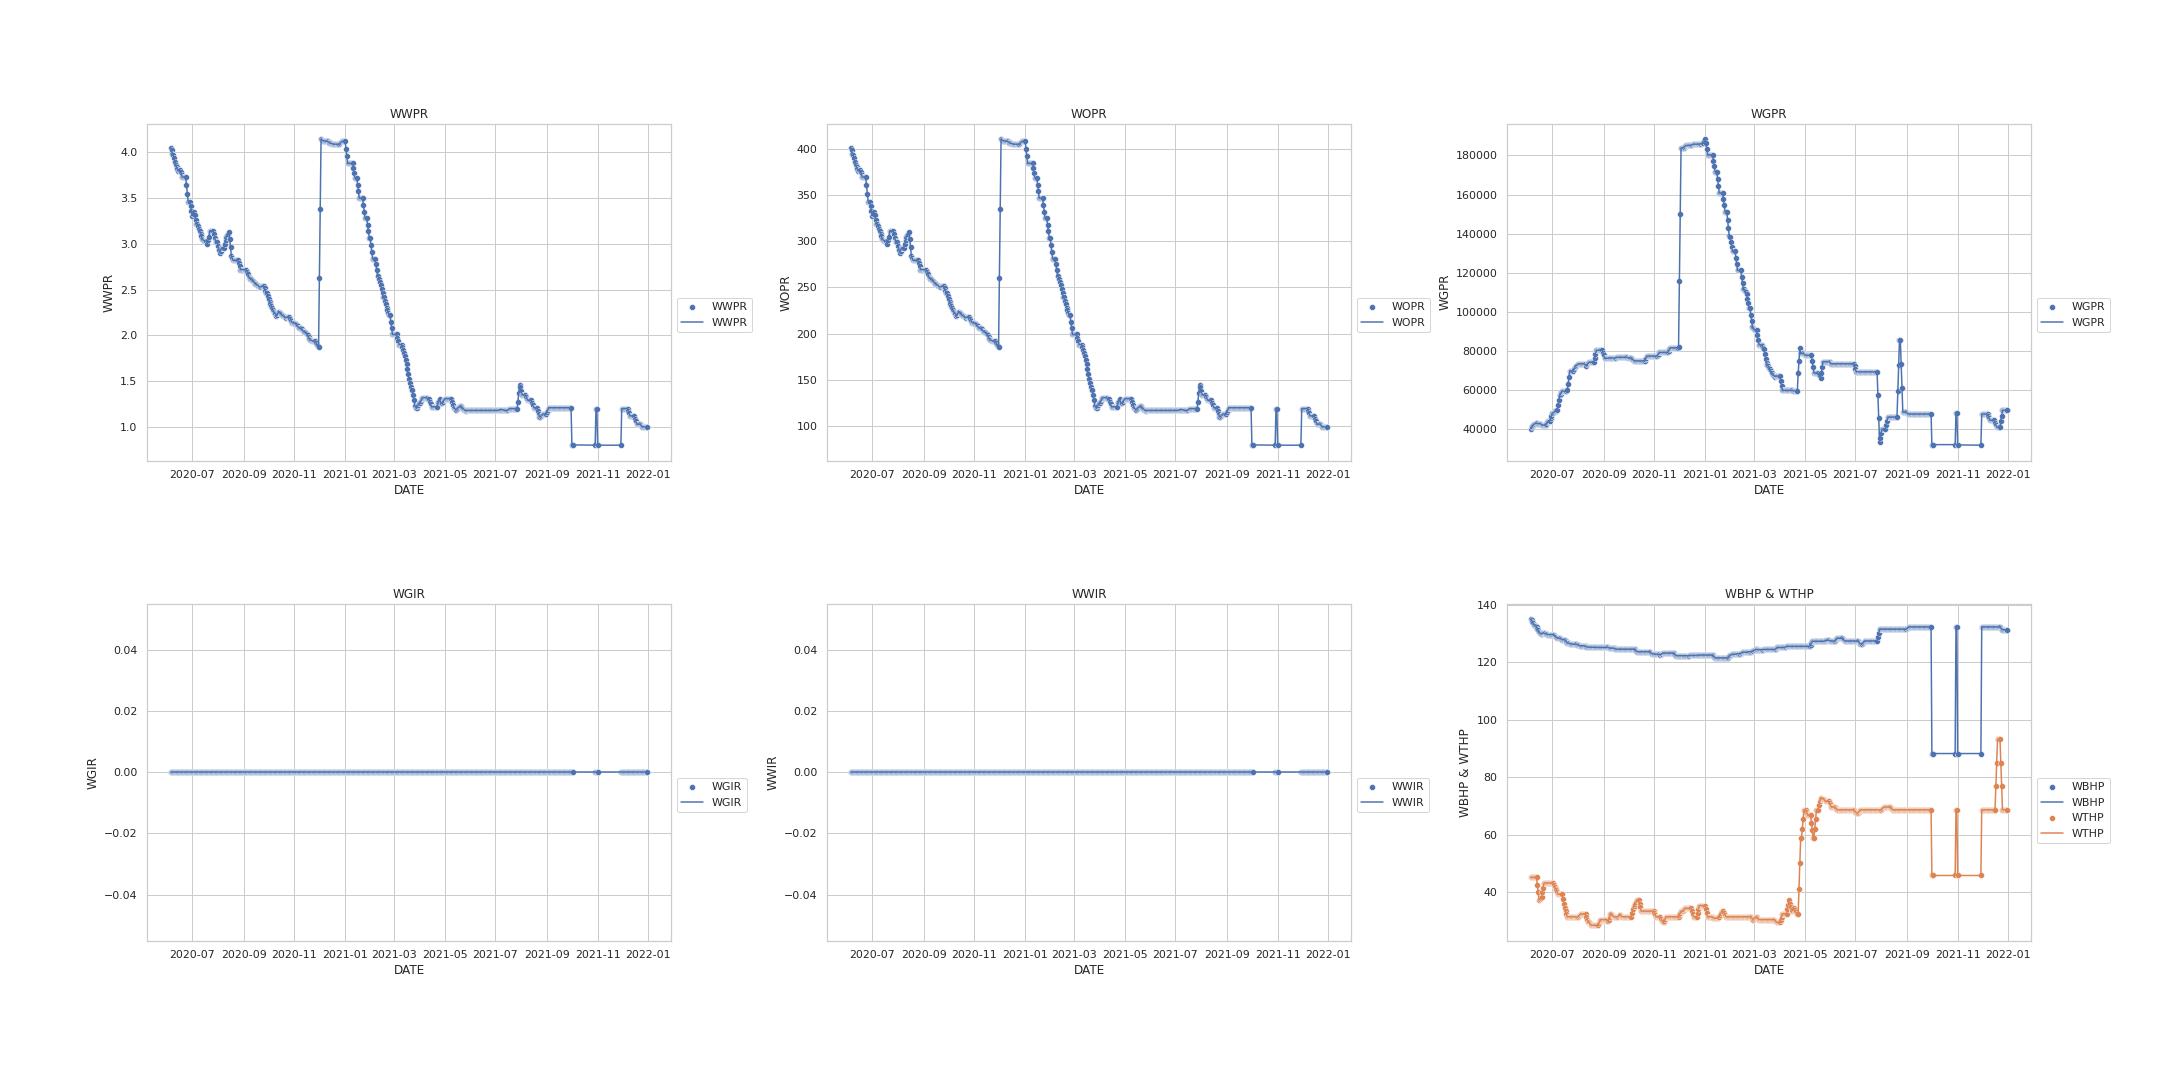 WWPR
4.0
3.5
3.0
2.5
2.0
1.5
1.0
WWPR
2020-07 2020-09 2020-11 2021-01 2021-03 2021-05 2021-07 2021-09 2021-11 2022-01
DATE
WWPR
WWPR
WOPR
400
350
300
250
200
150
100
WOPR
2020-07 2020-09 2020-11 2021-01 2021-03 2021-05 2021-07 2021-09 2021-11 2022-01
DATE
WOPR
WOPR
WGPR
180000
160000
140000
120000
100000
80000
60000
40000
WGPR
2020-07 2020-09 2020-11 2021-01 2021-03 2021-05 2021-07 2021-09 2021-11 2022-01
DATE
WGPR
WGPR
WGIR
0.04
0.02
0.00
−0.02
−0.04
WGIR
2020-07 2020-09 2020-11 2021-01 2021-03 2021-05 2021-07 2021-09 2021-11 2022-01
DATE
WGIR
WGIR
WWIR
0.04
0.02
0.00
−0.02
−0.04
WWIR
2020-07 2020-09 2020-11 2021-01 2021-03 2021-05 2021-07 2021-09 2021-11 2022-01
DATE
WWIR
WWIR
WBHP & WTHP
140
120
100
80
60
40
WBHP & WTHP
2020-07 2020-09 2020-11 2021-01 2021-03 2021-05 2021-07 2021-09 2021-11 2022-01
DATE
WBHP
WBHP
WTHP
WTHP